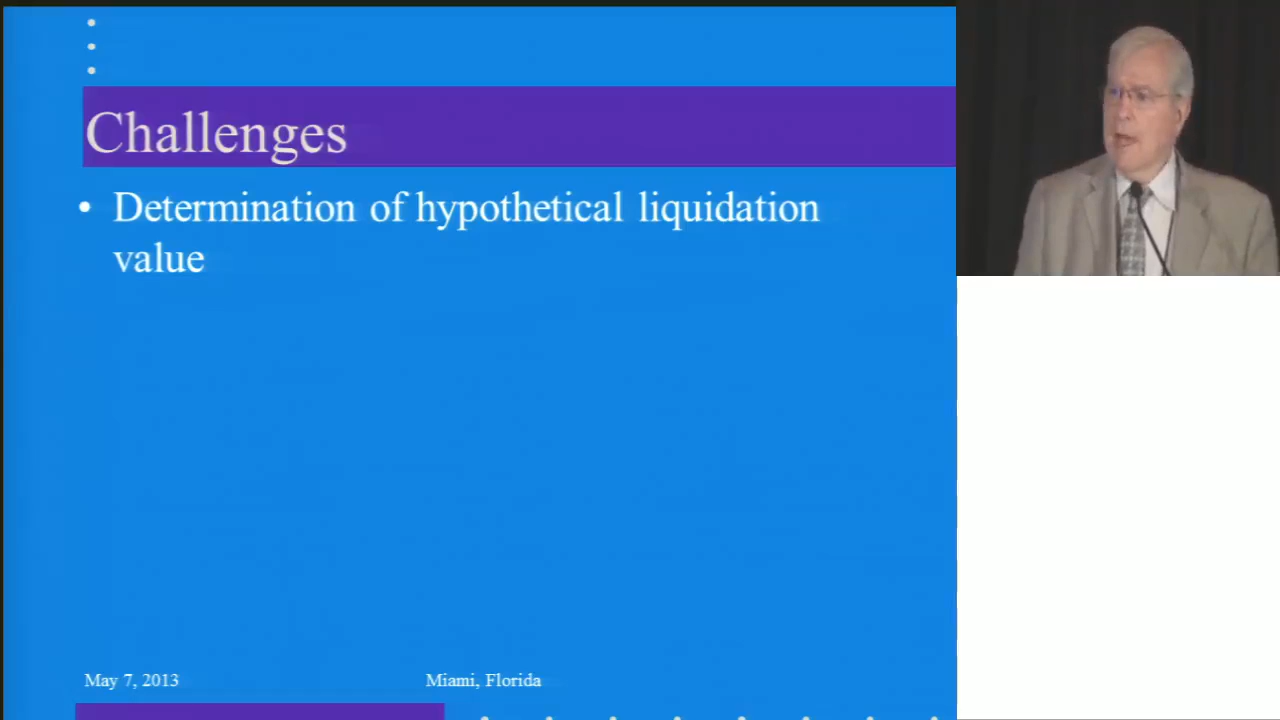 Challenges
• Determination of hypothetical liquidation
value
May 7, 2013
Miami, Florida